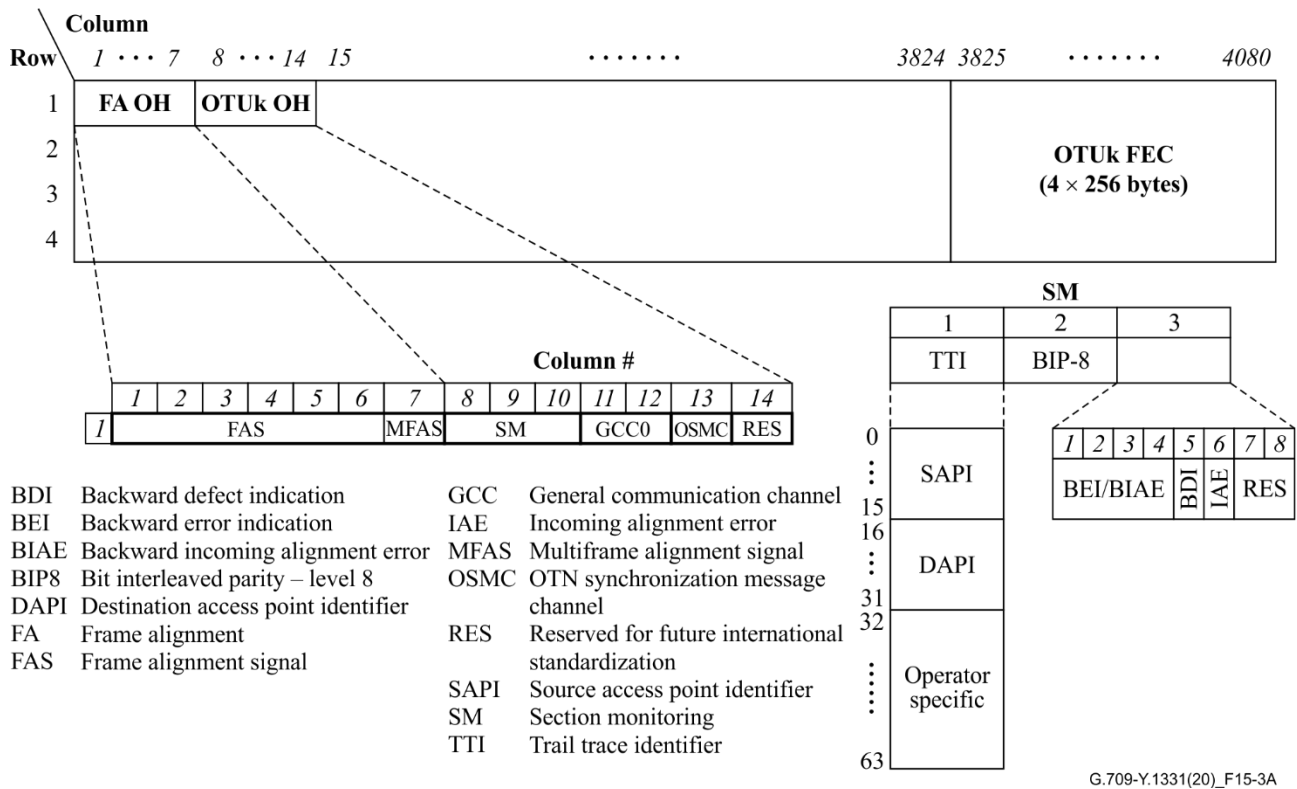 Column
Row 1 ··· 7 8 ··· 14 15 ······· 3824 3825 ······· 4080
1 FA OH OTUk OH
2
3
4
OTUk FEC
(4 × 256 bytes)
Column #
1 2 3 4 5 6 7 8 9 10 11 12 13 14
1 FAS MFAS SM GCC0 OSMC RES
SM
1 2 3
TTI BIP-8
0
⋮
15
SAPI
16
⋮
31
DAPI
32
⋮
63
Operator
specific
1 2 3 4 5 6 7 8
BEI/BIAE BDI IAE RES
BDI Backward defect indication
BEI Backward error indication
BIAE Backward incoming alignment error
BIP8 Bit interleaved parity – level 8
DAPI Destination access point identifier
FA Frame alignment
FAS Frame alignment signal
GCC General communication channel
IAE Incoming alignment error
MFAS Multiframe alignment signal
OSMC OTN synchronization message
channel
RES Reserved for future international
standardization
SAPI Source access point identifier
SM Section monitoring
TTI Trail trace identifier
G.709-Y.1331(20)_F15-3A